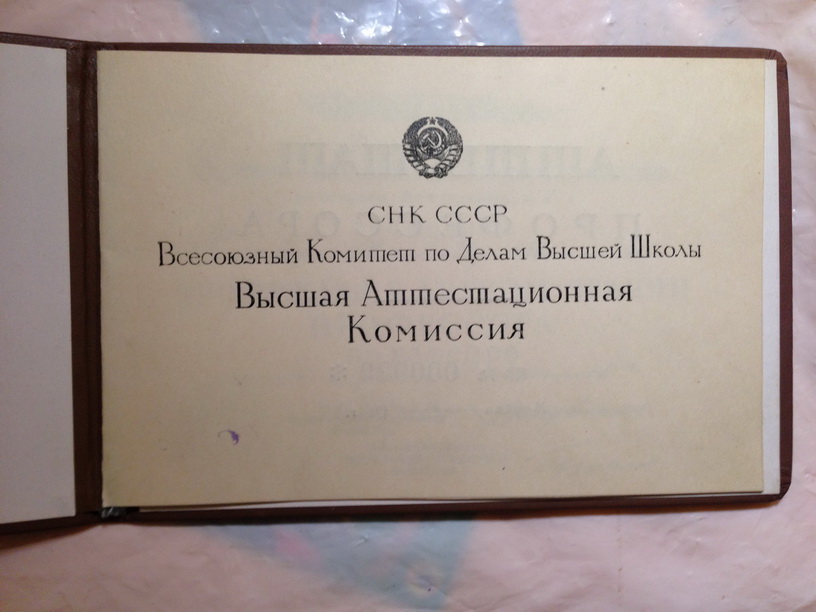 СНК СССР
Всесоюзный Комитет по Делам Высшей Школы
Высшая Аттестационная
Комиссия